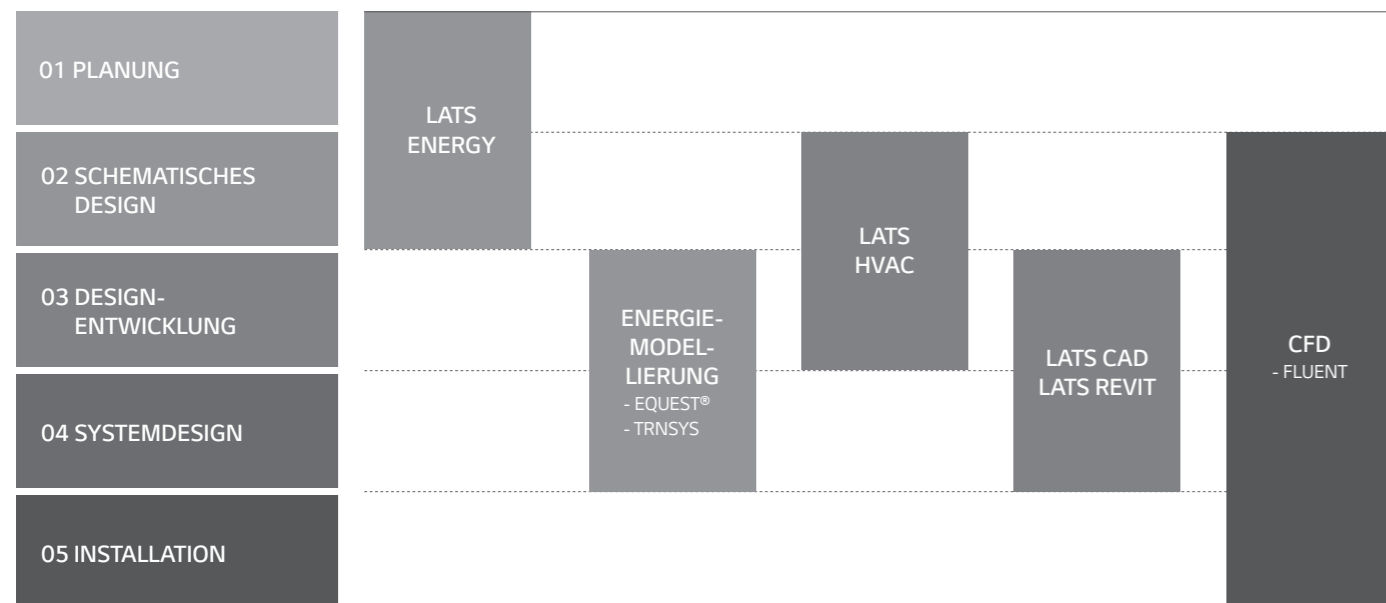 01 PLANUNG
02 SCHEMATISCHES
DESIGN
03 DESIGN-
ENTWICKLUNG
04 SYSTEMDESIGN
05 INSTALLATION
LATS
ENERGY
ENERGIE-
MODEL-
LIERUNG
- EQUEST®
- TRNSYS
LATS
HVAC
LATS CAD
LATS REVIT
CFD
- FLUENT